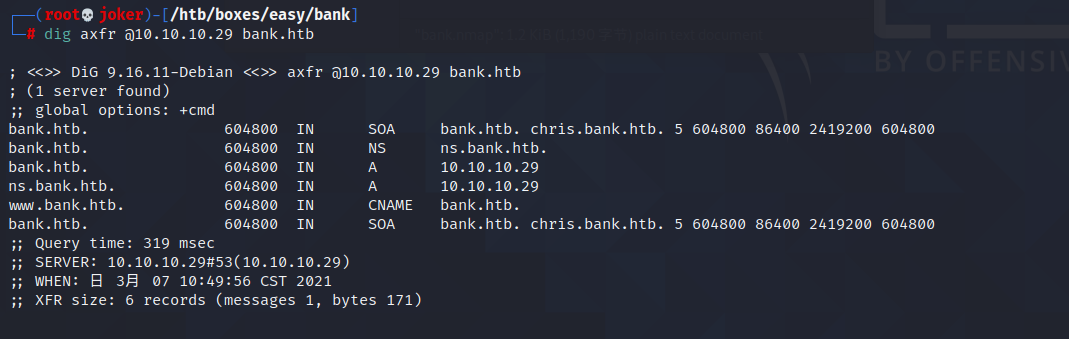 ┌──(root💀joker)-[/htb/boxes/easy/bank]
└─# dig axfr @10.10.10.29 bank.htb
BY OFFENSIV
; <<>> DiG 9.16.11-Debian <<>> axfr @10.10.10.29 bank.htb
; (1 server found)
;; global options: +cmd
bank.htb. 604800 IN SOA bank.htb. chris.bank.htb. 5 604800 86400 2419200 604800
bank.htb. 604800 IN NS ns.bank.htb.
bank.htb. 604800 IN A 10.10.10.29
ns.bank.htb. 604800 IN A 10.10.10.29
www.bank.htb. 604800 IN CNAME bank.htb.
bank.htb. 604800 IN SOA bank.htb. chris.bank.htb. 5 604800 86400 2419200 604800
;; Query time: 319 msec
;; SERVER: 10.10.10.29#53(10.10.10.29)
;; WHEN: 日 3月 07 10:49:56 CST 2021
;; XFR size: 6 records (messages 1, bytes 171)